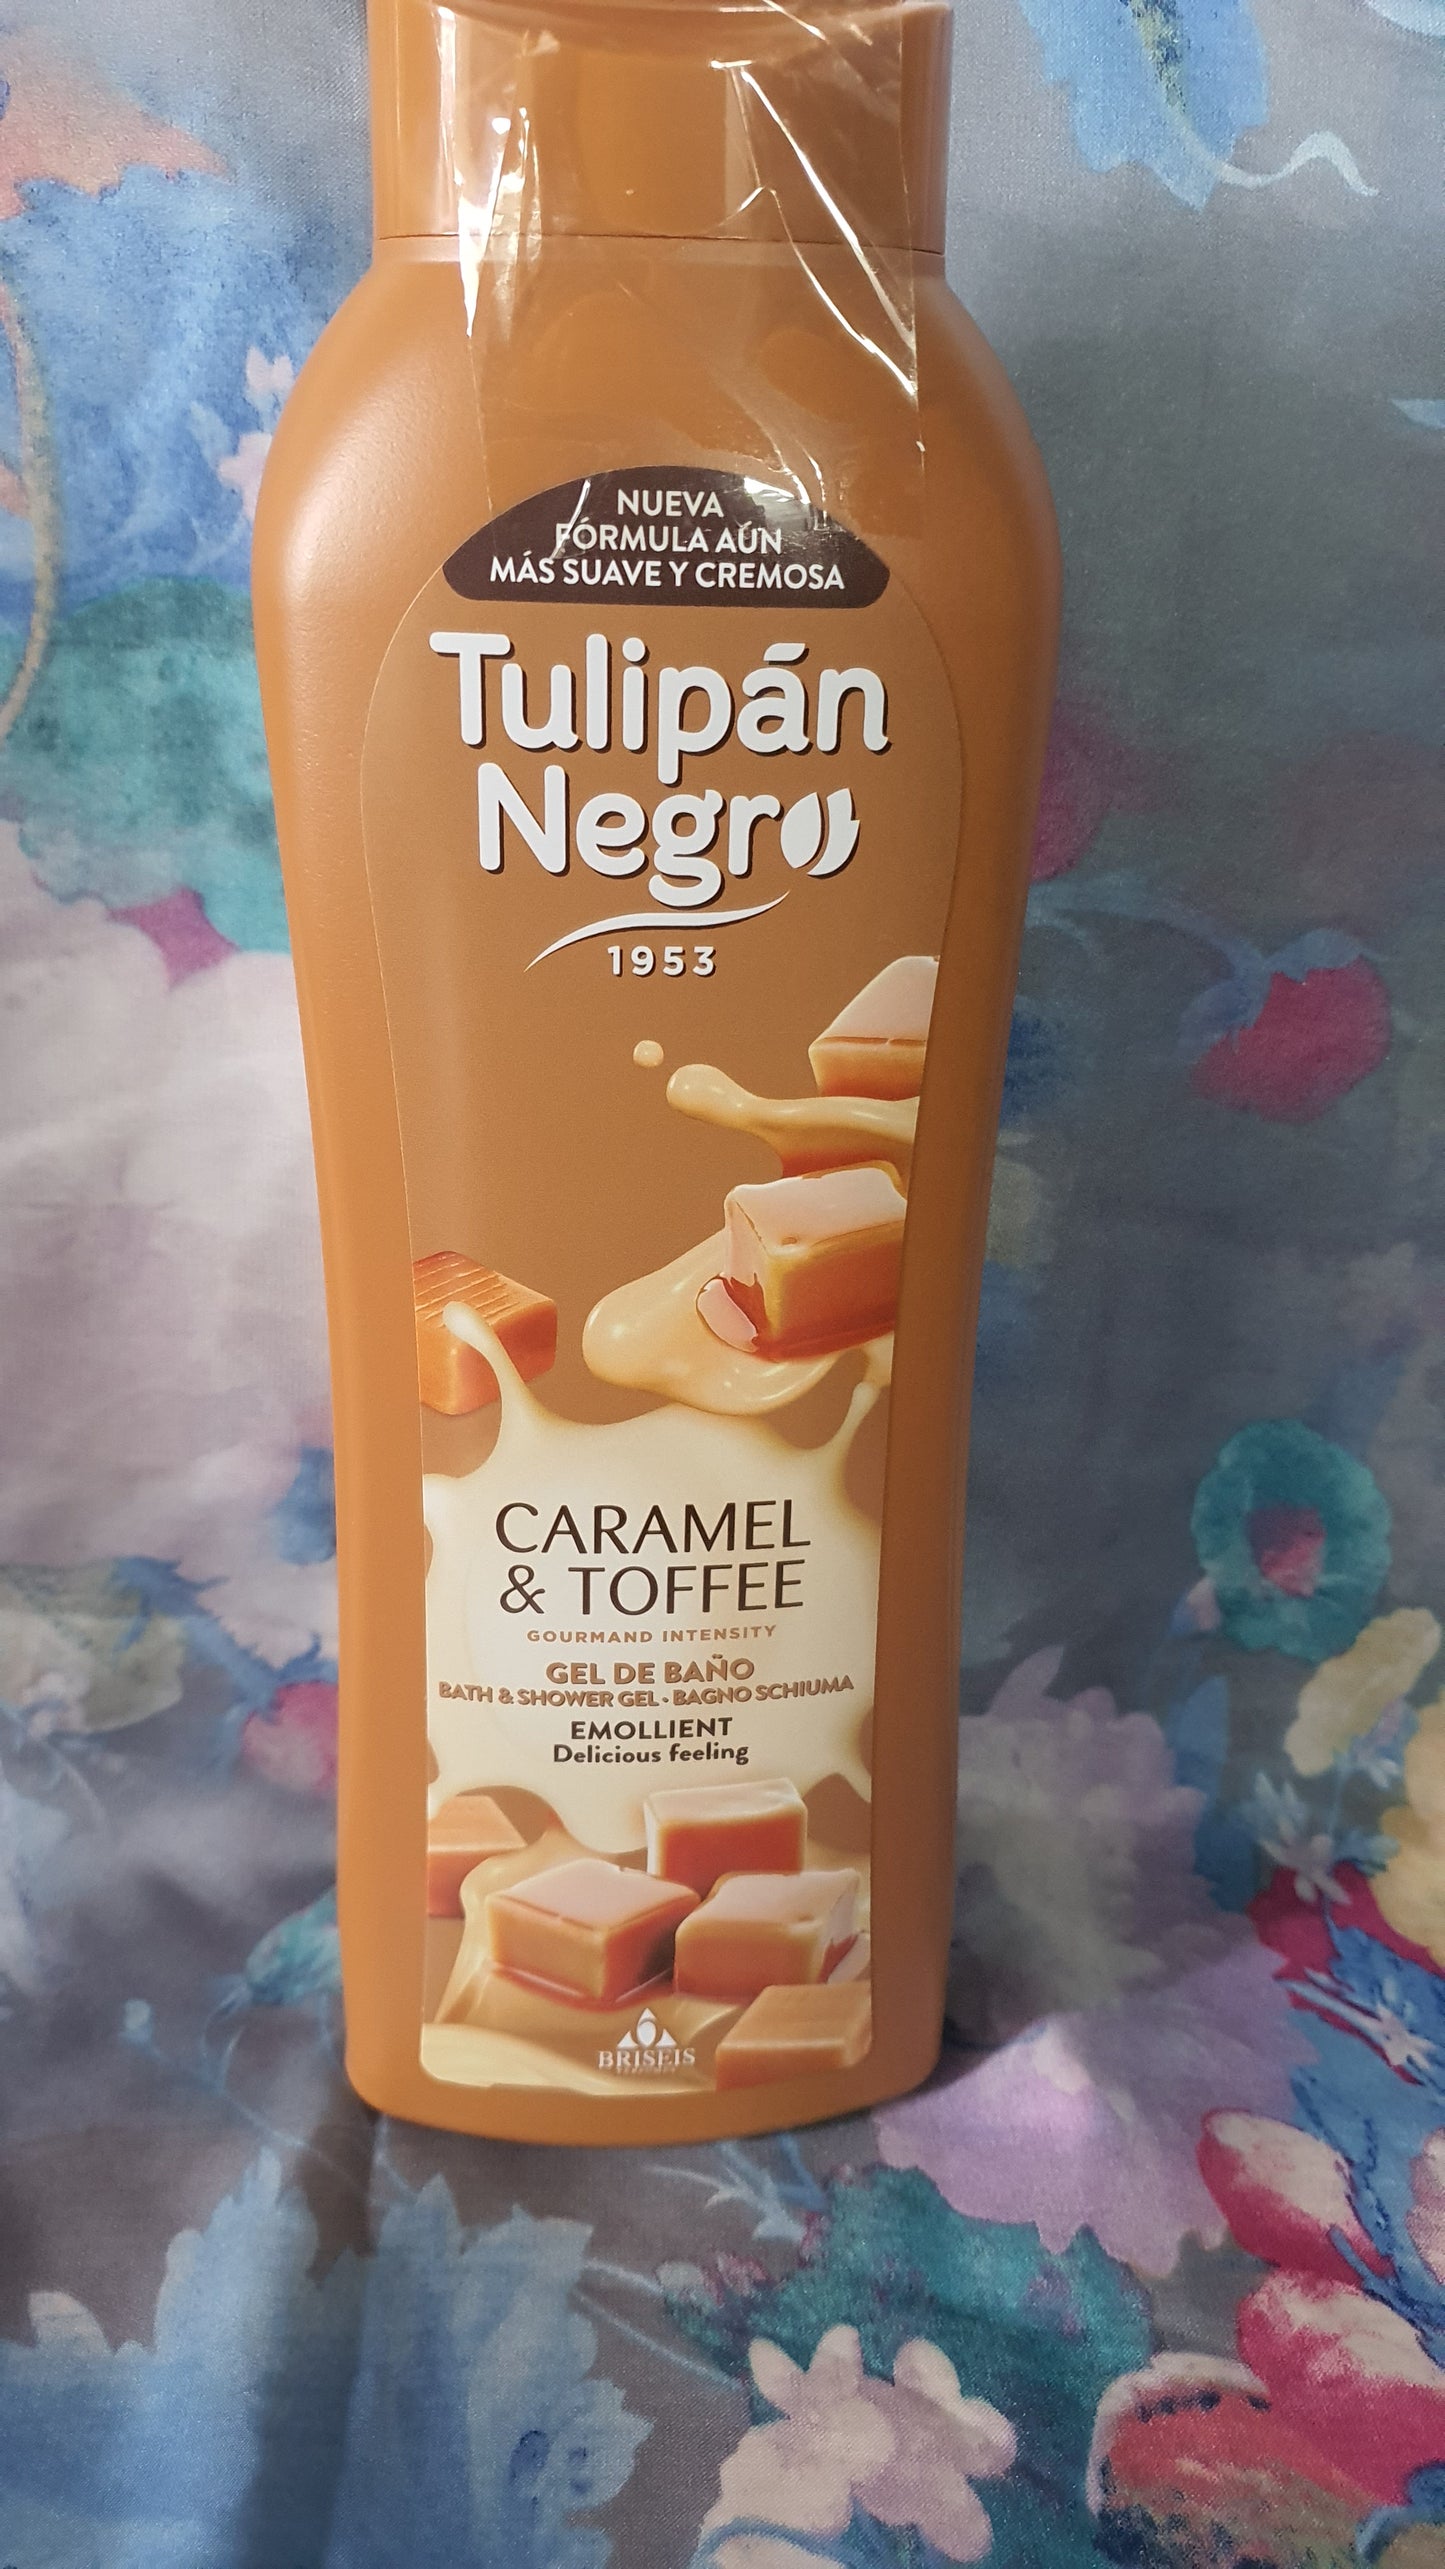 NUEVA
FÓRMULA AÚN
MÁS SUAVE Y CREMOSA
Tulipán
Negro
1953
CARAMEL
& TOFFEE
GOURMAND INTENSITY
GEL DE BAÑO
BATH & SHOWER GEL • BAGNO SCHIUMA
EMOLLIENT
Delicious feeling
BRISEIS